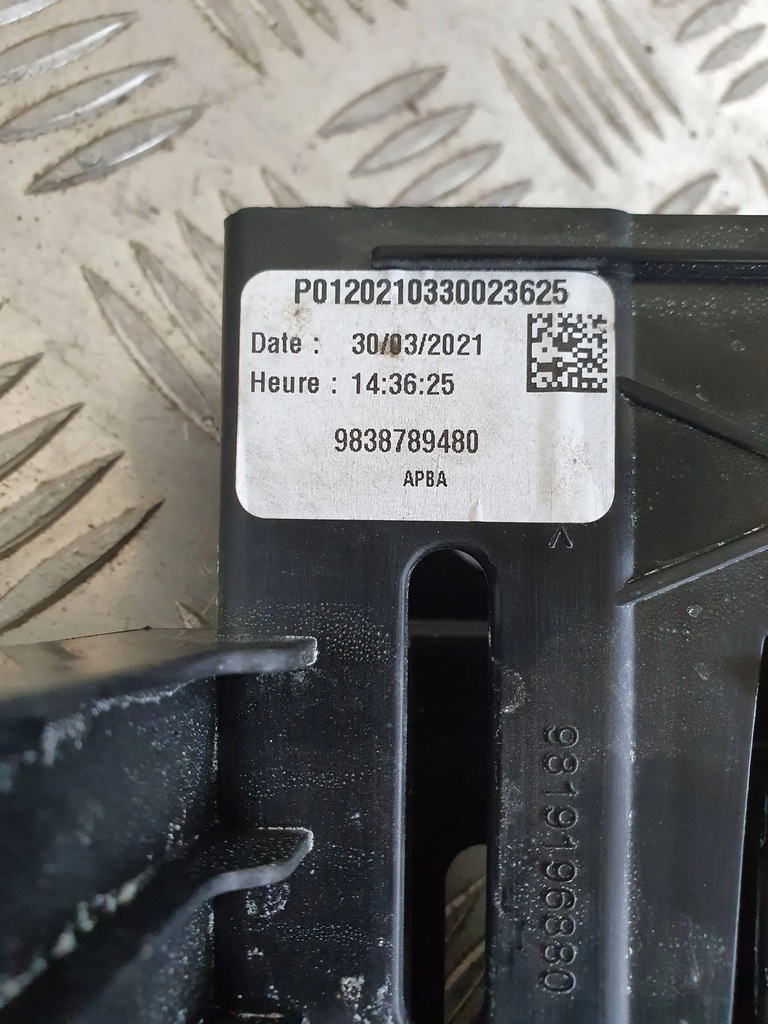 P0120210330023625
Date : 30/03/2021
Heure : 14:36:25
9838789480
APBA
9819196880